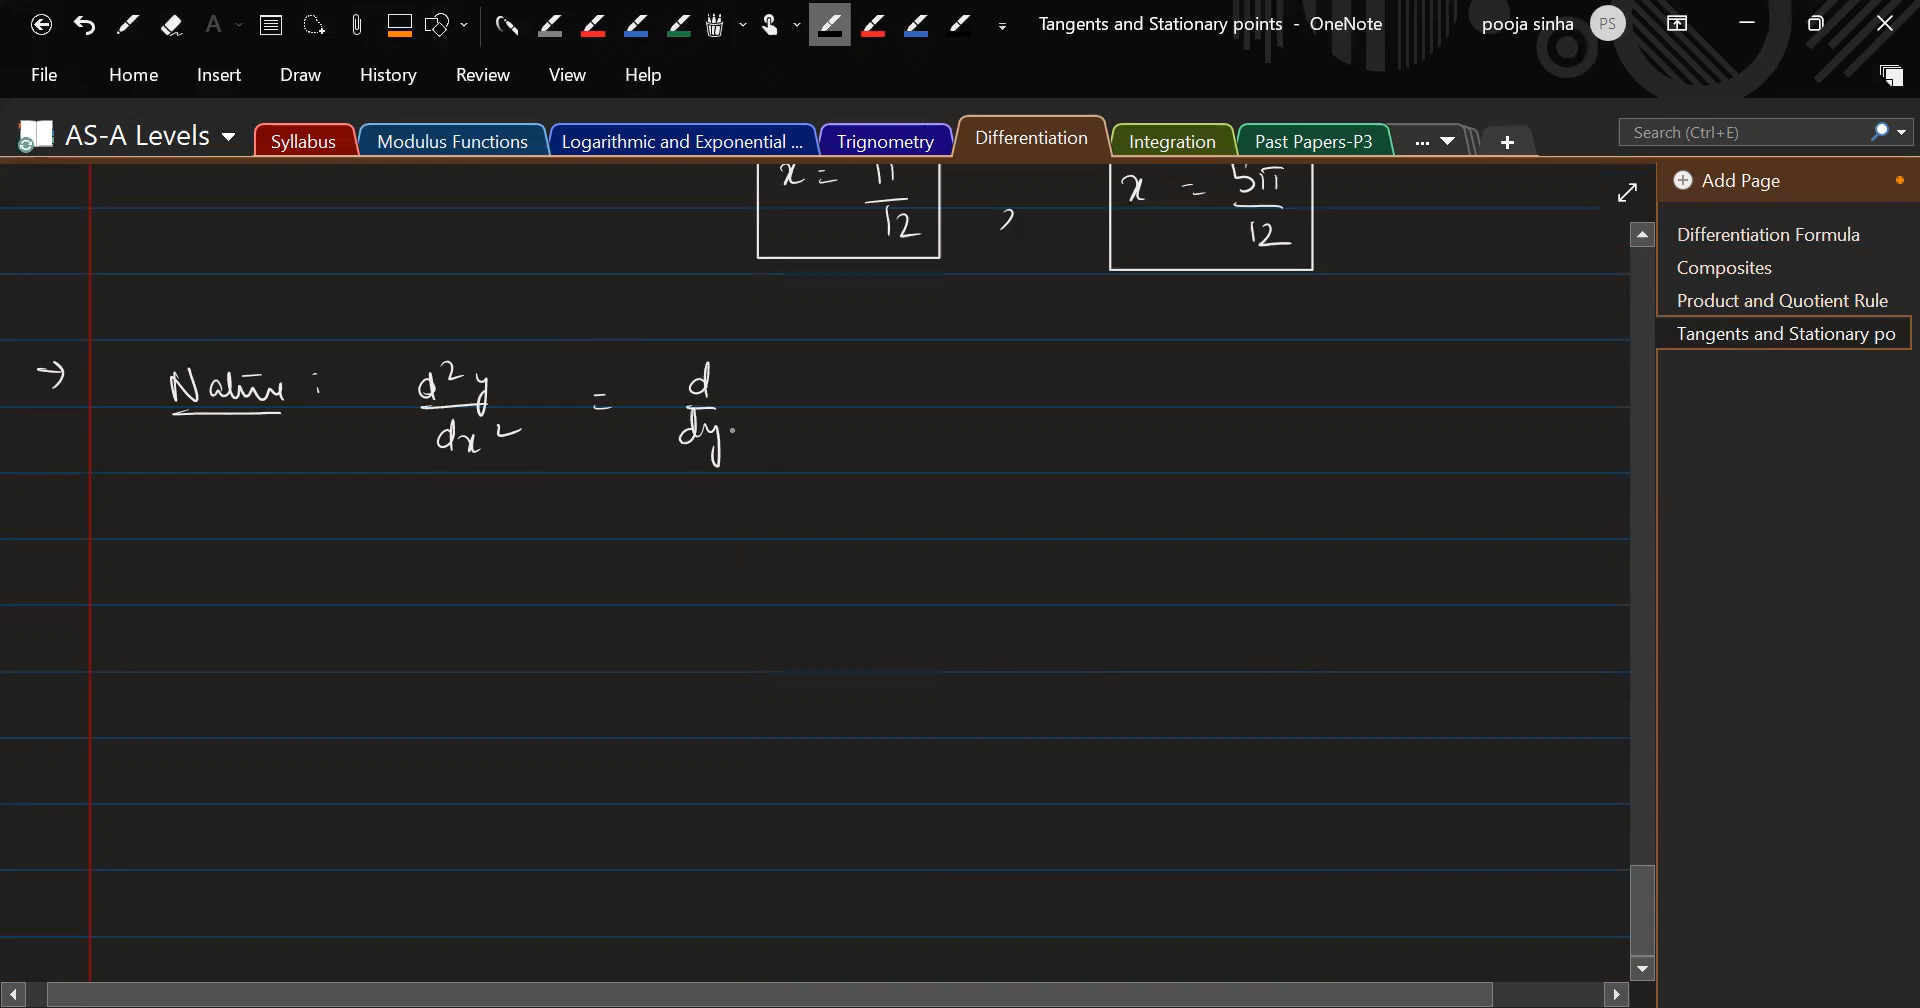 Tangents and Stationary points - OneNote
pooja sinha PS
File Home Insert Draw History Review View Help
AS-A Levels Syllabus Modulus Functions Logarithmic and Exponential ... Trignometry Differentiation Integration Past Papers-P3 ... + Search (Ctrl+E)
Add Page
Differentiation Formula
Composites
Product and Quotient Rule
Tangents and Stationary po
x = π/12 , x = 5π/12
→ Nature : d²y/dx² = d/dy